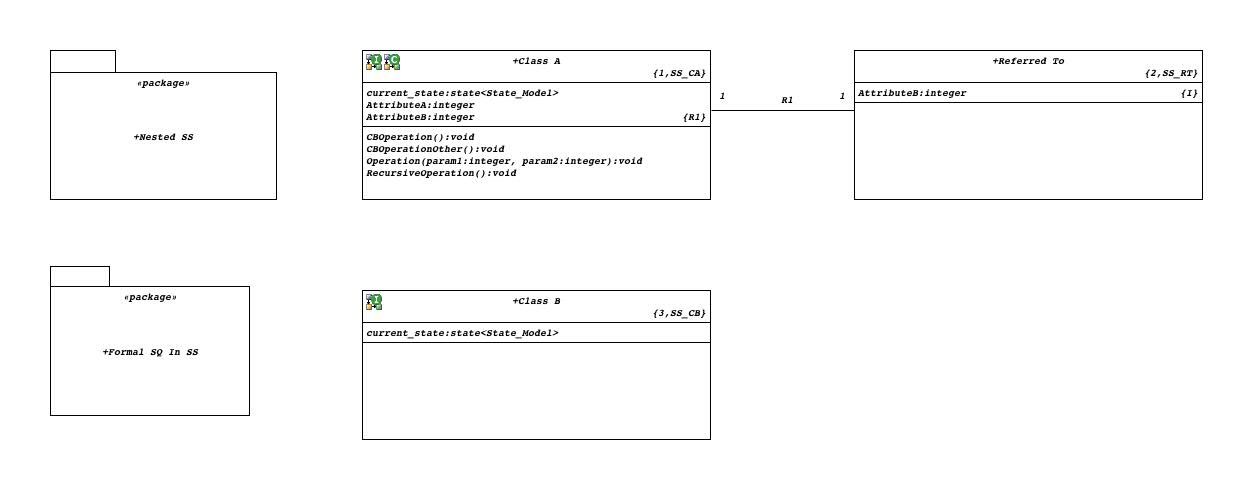 «package»
+Nested SS
+Class A
{1,SS_CA}
current_state:state<State_Model>
AttributeA:integer
AttributeB:integer {R1}
CBOperation():void
CBOperationOther():void
Operation(param1:integer, param2:integer):void
RecursiveOperation():void
1 R1 1
+Referred To
{2,SS_RT}
AttributeB:integer {I}
«package»
+Formal SQ In SS
+Class B
{3,SS_CB}
current_state:state<State_Model>